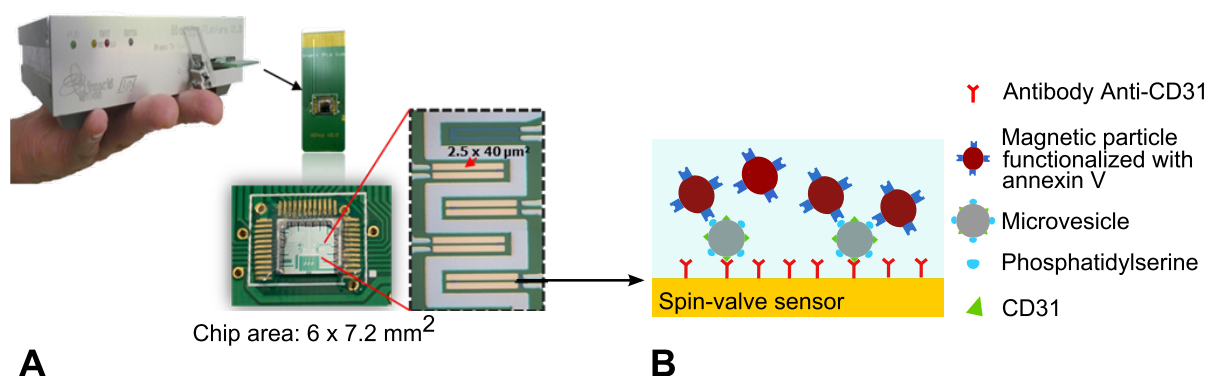 2.5 x 40 µm²
Chip area: 6 x 7.2 mm²
A
Spin-valve sensor
B
Antibody Anti-CD31
Magnetic particle
functionalized with
annexin V
Microvesicle
Phosphatidylserine
CD31